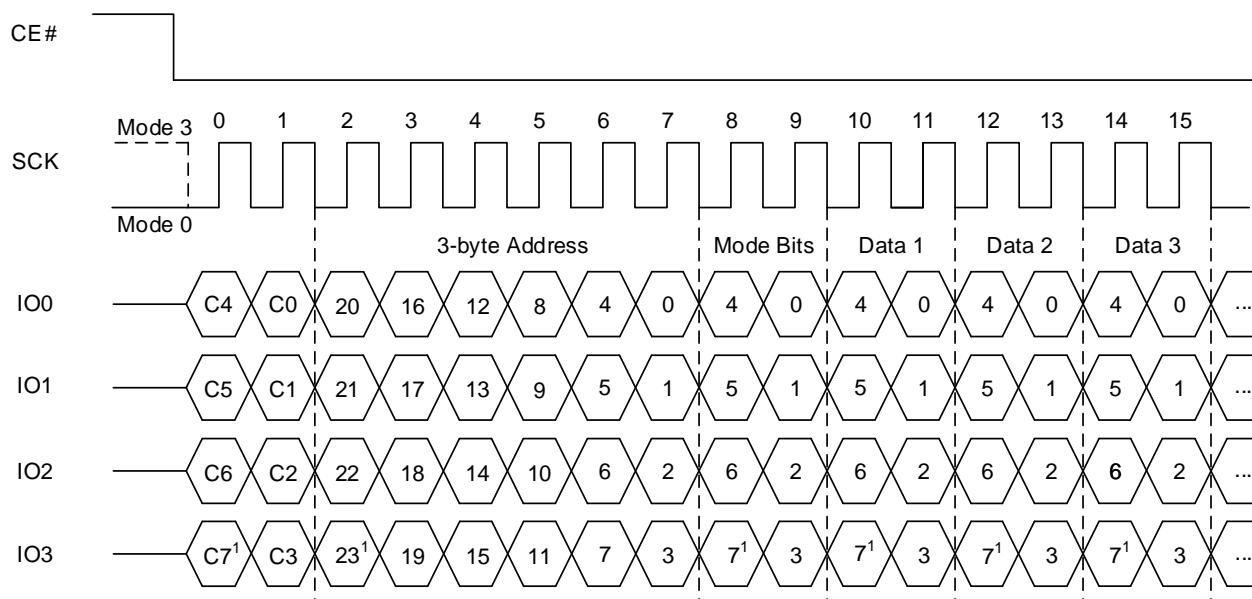 CE#
Mode 3 0 1 2 3 4 5 6 7 8 9 10 11 12 13 14 15
SCK
Mode 0
3-byte Address Mode Bits Data 1 Data 2 Data 3
IO0 C4 C0 20 16 12 8 4 0 4 0 4 0 4 0 4 0 ...
IO1 C5 C1 21 17 13 9 5 1 5 1 5 1 5 1 5 1 ...
IO2 C6 C2 22 18 14 10 6 2 6 2 6 2 6 2 6 2 ...
IO3 C7¹ C3 23¹ 19 15 11 7 3 7¹ 3 7¹ 3 7¹ 3 7¹ 3 ...